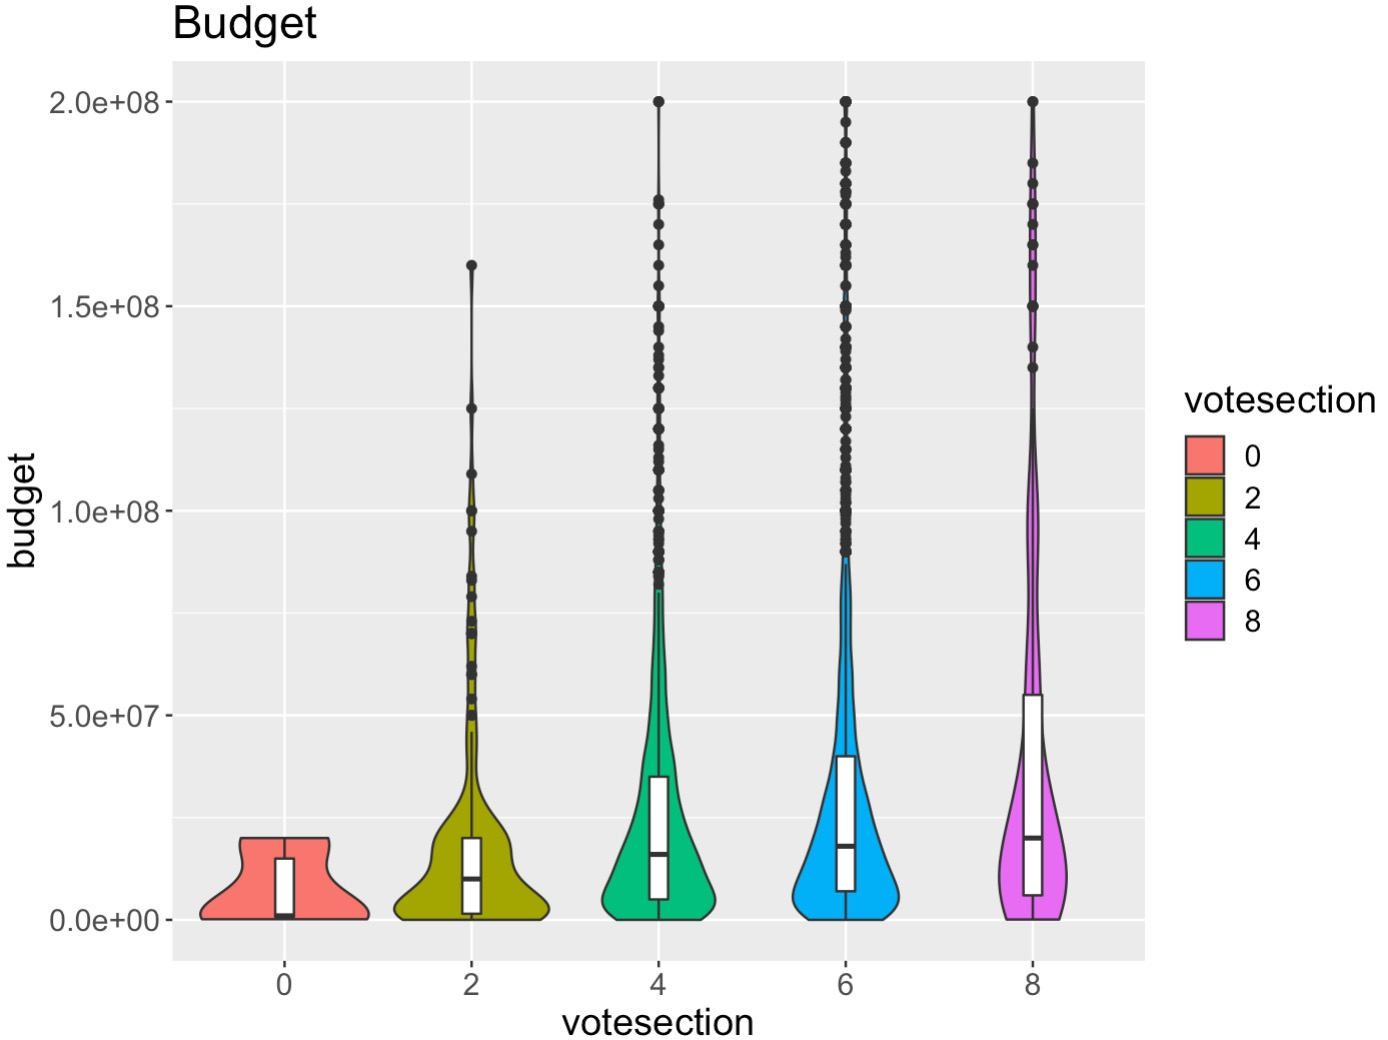 Budget
2.0e+08
1.5e+08
1.0e+08
5.0e+07
0.0e+00
budget
0 2 4 6 8
votesection
votesection
0
2
4
6
8